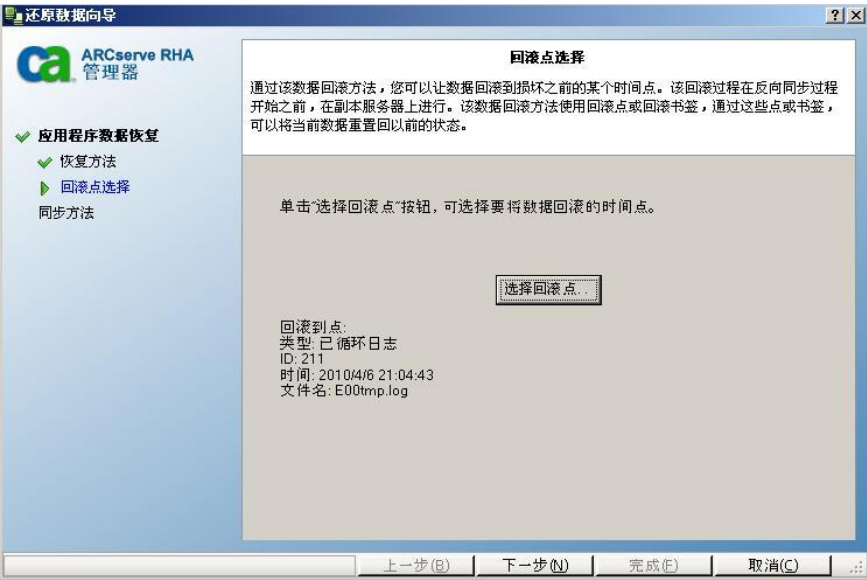 还原数据向导
ca
ARCserve RHA
管理器
应用程序数据恢复
恢复方法
回滚点选择
同步方法
回滚点选择
通过该数据回滚方法，您可以让数据回滚到损坏之前的某个时间点。该回滚过程在反向同步过程
开始之前，在副本服务器上进行。该数据回滚方法使用回滚点或回滚书签，通过这些点或书签，
可以将当前数据重置回以前的状态。
单击“选择回滚点”按钮，可选择要将数据回滚的时间点。
选择回滚点...
回滚到点:
类型: 已循环日志
ID: 211
时间: 2010/4/6 21:04:43
文件名: E00tmp.log
上一步(B)
下一步(N)
完成(F)
取消(C)